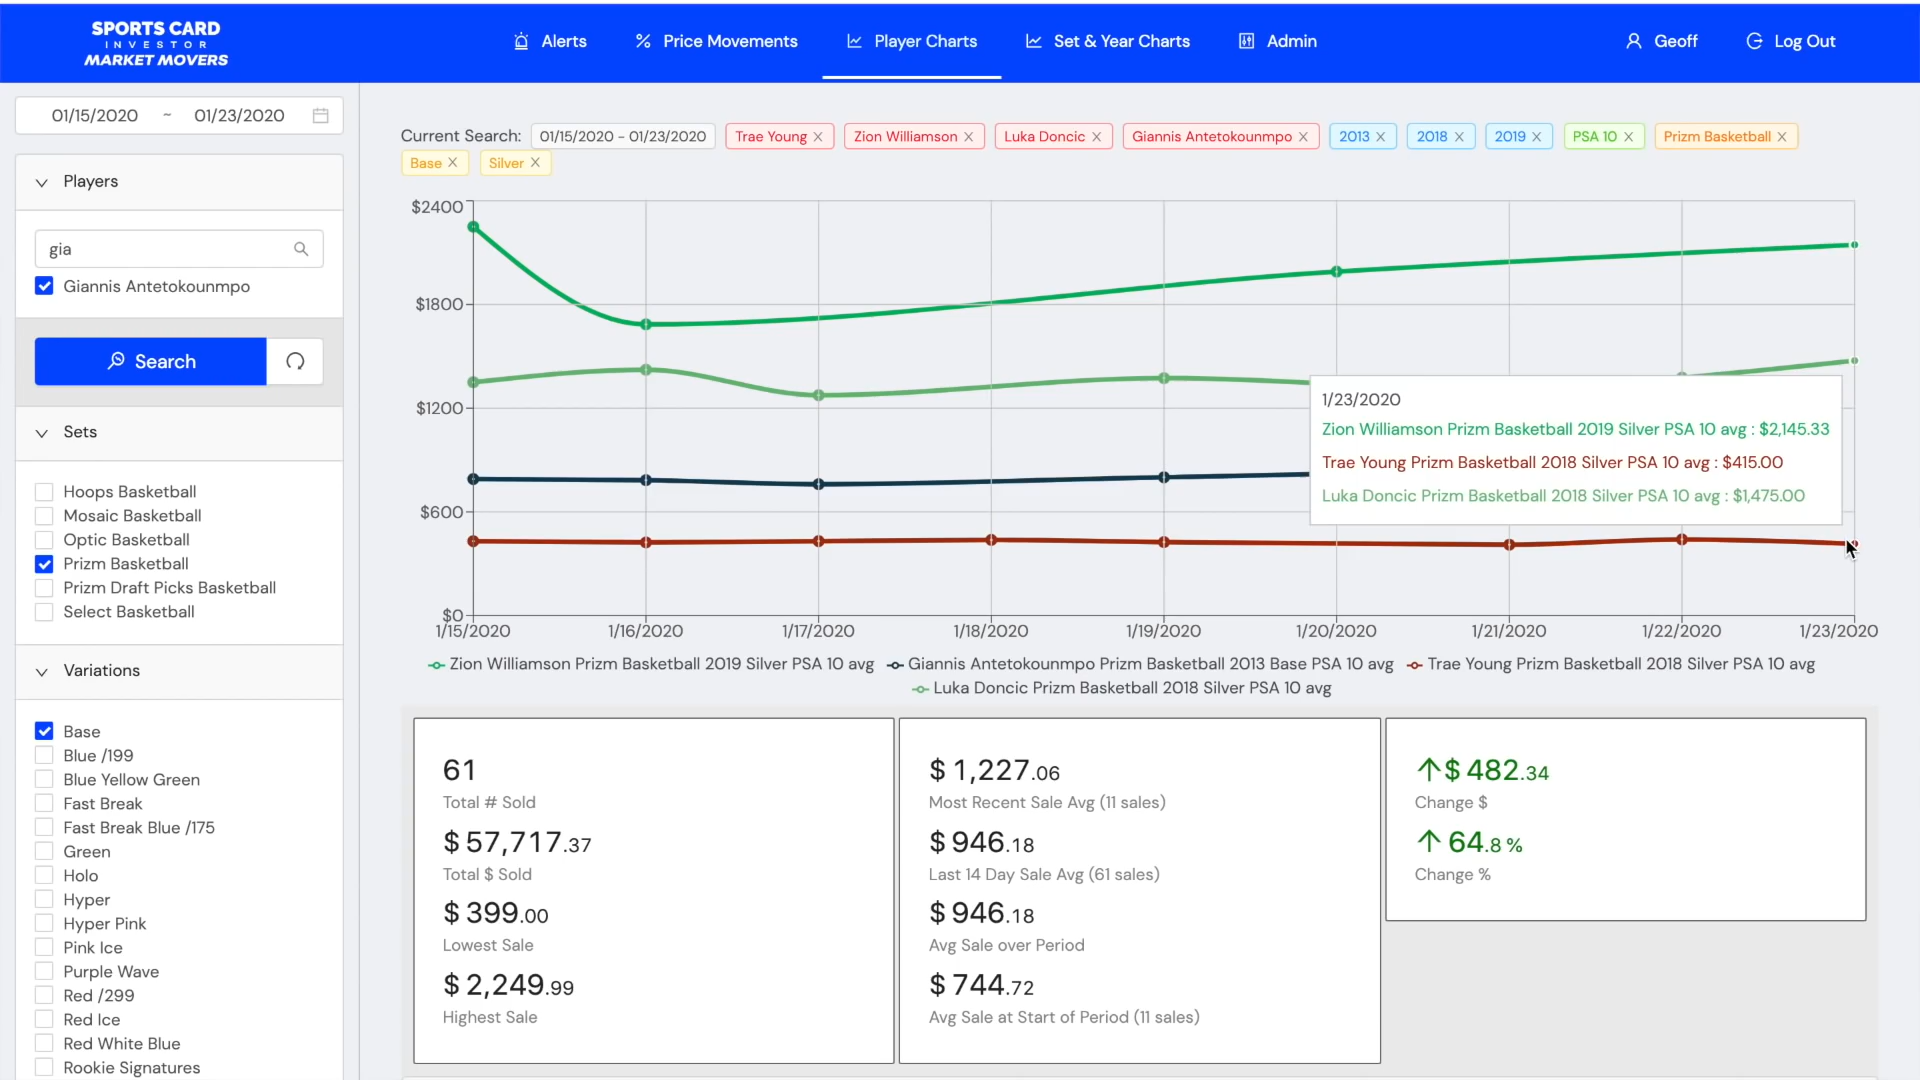 SPORTS CARD
INVESTOR
MARKET MOVERS
Alerts
Price Movements
Player Charts
Set & Year Charts
Admin
Geoff
Log Out
01/15/2020 ~ 01/23/2020
Players
gia
Giannis Antetokounmpo
Search
Sets
Hoops Basketball
Mosaic Basketball
Optic Basketball
Prizm Basketball
Prizm Draft Picks Basketball
Select Basketball
Variations
Base
Blue /199
Blue Yellow Green
Fast Break
Fast Break Blue /175
Green
Holo
Hyper
Hyper Pink
Pink Ice
Purple Wave
Red /299
Red Ice
Red White Blue
Rookie Signatures
Current Search: 01/15/2020 - 01/23/2020 Trae Young Zion Williamson Luka Doncic Giannis Antetokounmpo 2013 2018 2019 PSA 10 Prizm Basketball
Base Silver
$2400
$1800
$1200
$600
$0
1/15/2020 1/16/2020 1/17/2020 1/18/2020 1/19/2020 1/20/2020 1/21/2020 1/22/2020 1/23/2020
1/23/2020
Zion Williamson Prizm Basketball 2019 Silver PSA 10 avg : $2,145.33
Trae Young Prizm Basketball 2018 Silver PSA 10 avg : $415.00
Luka Doncic Prizm Basketball 2018 Silver PSA 10 avg : $1,475.00
Zion Williamson Prizm Basketball 2019 Silver PSA 10 avg Giannis Antetokounmpo Prizm Basketball 2013 Base PSA 10 avg Trae Young Prizm Basketball 2018 Silver PSA 10 avg
Luka Doncic Prizm Basketball 2018 Silver PSA 10 avg
61
Total # Sold
$ 57,717.37
Total $ Sold
$ 399.00
Lowest Sale
$ 2,249.99
Highest Sale
$ 1,227.06
Most Recent Sale Avg (11 sales)
$ 946.18
Last 14 Day Sale Avg (61 sales)
$ 946.18
Avg Sale over Period
$ 744.72
Avg Sale at Start of Period (11 sales)
↑$ 482.34
Change $
↑ 64.8 %
Change %